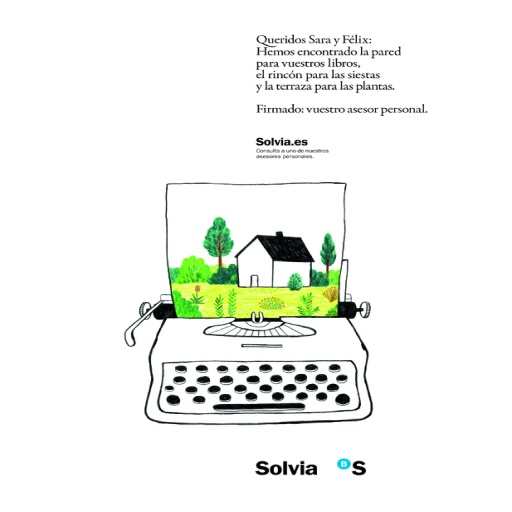 Queridos Sara y Félix:
Hemos encontrado la pared
para vuestros libros,
el rincón para las siestas
y la terraza para las plantas.
Firmado: vuestro asesor personal.
Solvia.es
Consulta a uno de nuestros
asesores personales.
Solvia BS